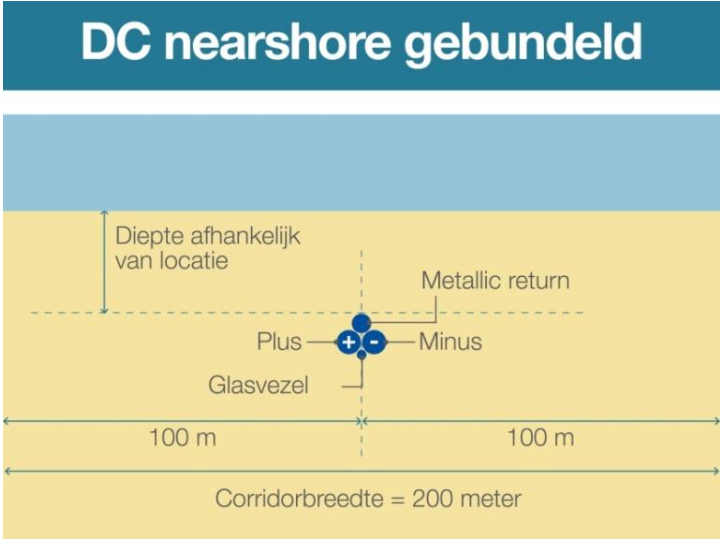 DC nearshore gebundeld
Diepte afhankelijk
van locatie
Metallic return
Plus
+
-
Minus
Glasvezel
100 m
100 m
Corridorbreedte = 200 meter